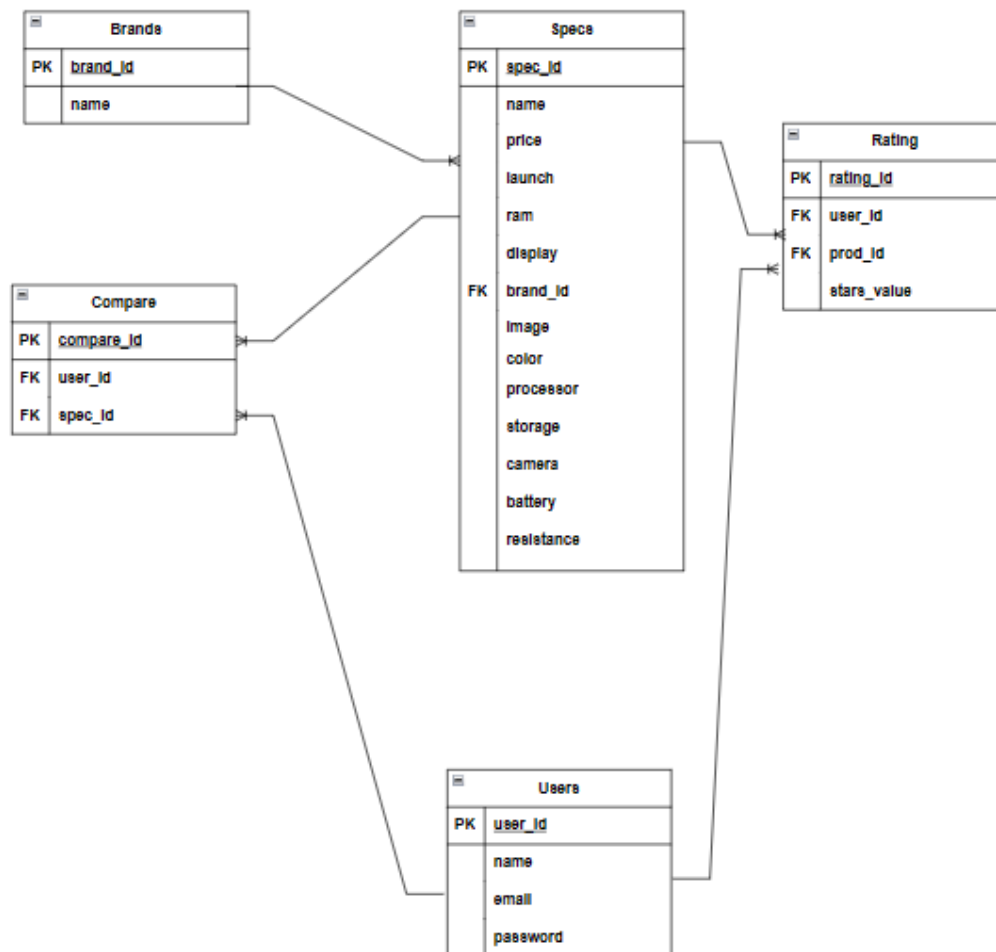 Brands
PK brand_id
name
Specs
PK spec_id
name
price
launch
ram
display
FK brand_id
image
color
processor
storage
camera
battery
resistance
Rating
PK rating_id
FK user_id
FK prod_id
stars_value
Compare
PK compare_id
FK user_id
FK spec_id
Users
PK user_id
name
email
password